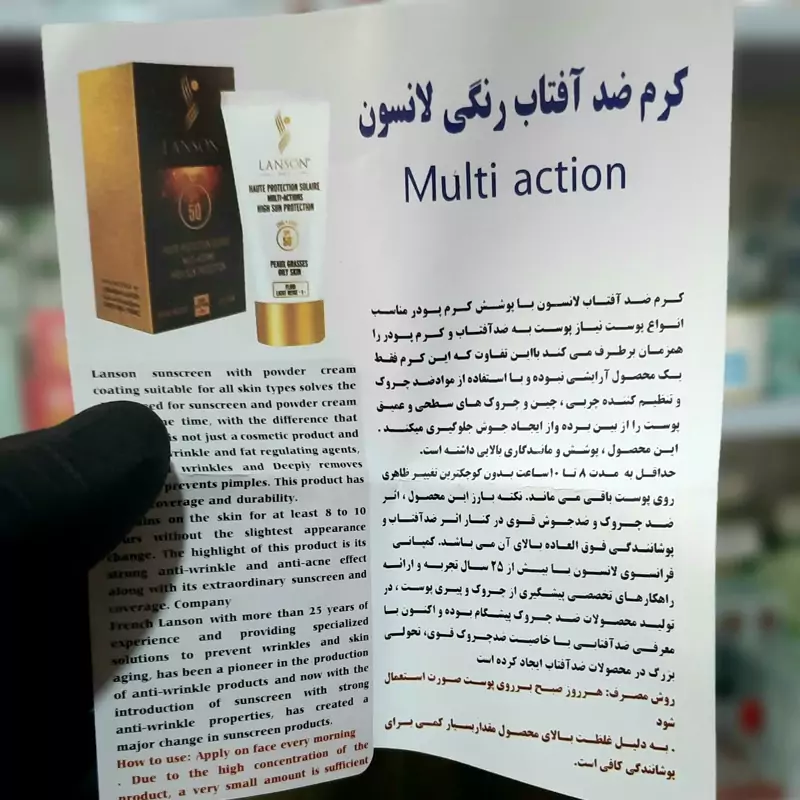 کرم ضد آفتاب رنگی لانسون
Multi action
LANSON
50
LANSON
HAUTE PROTECTION SOLAIRE
MULTI-ACTIONS
HIGH SUN PROTECTION
50
PEAUX GRASSES
OILY SKIN
FLUID
LIGHT BEIGE
کرم ضد آفتاب لانسون با پوشش کرم پودر مناسب
انواع پوست نیاز پوست به ضدآفتاب و کرم پودر را
همزمان برطرف می کند بااین تفاوت که این کرم فقط
یک محصول آرایشی نبوده و با استفاده از موادضد چروک
و تنظیم کننده چربی ، چین و چروک های سطحی و عمیق
پوست را از بین برده واز ایجاد جوش جلوگیری میکند .
این محصول ، پوشش و ماندگاری بالایی داشته است.
حداقل به مدت ۸ تا ۱۰ ساعت بدون کوچکترین تغییر ظاهری
روی پوست باقی می ماند. نکته بارز این محصول ، اثر
ضد چروک و ضدجوش قوی در کنار اثر ضدآفتاب و
پوشانندگی فوق العاده بالای آن می باشد. کمپانی
فرانسوی لانسون با بیش از ۲۵ سال تجربه و ارائه
راهکارهای تخصصی پیشگیری از چروک و پیری پوست ، در
تولید محصولات ضد چروک پیشگام بوده و اکنون با
معرفی ضدآفتابی با خاصیت ضدچروک قوی، تحولی
بزرگ در محصولات ضدآفتاب ایجاد کرده است
روش مصرف: هرروز صبح برروی پوست صورت استعمال
شود
. به دلیل غلظت بالای محصول مقداربسیار کمی برای
پوشانندگی کافی است.
Lanson sunscreen with powder cream
coating suitable for all skin types solves the
ed for sunscreen and powder cream
e time, with the difference that
is not just a cosmetic product and
rinkle and fat regulating agents,
wrinkles and Deeply removes
prevents pimples. This product has
overage and durability.
ins on the skin for at least 8 to 10
urs without the slightest appearance
change. The highlight of this product is its
strong anti-wrinkle and anti-acne effect
along with its extraordinary sunscreen and
coverage. Company
French Lanson with more than 25 years of
experience and providing specialized
solutions to prevent wrinkles and skin
aging, has been a pioneer in the production
of anti-wrinkle products and now with the
introduction of sunscreen with strong
anti-wrinkle properties, has created a
major change in sunscreen products.
How to use: Apply on face every morning
. Due to the high concentration of the
product, a very small amount is sufficient